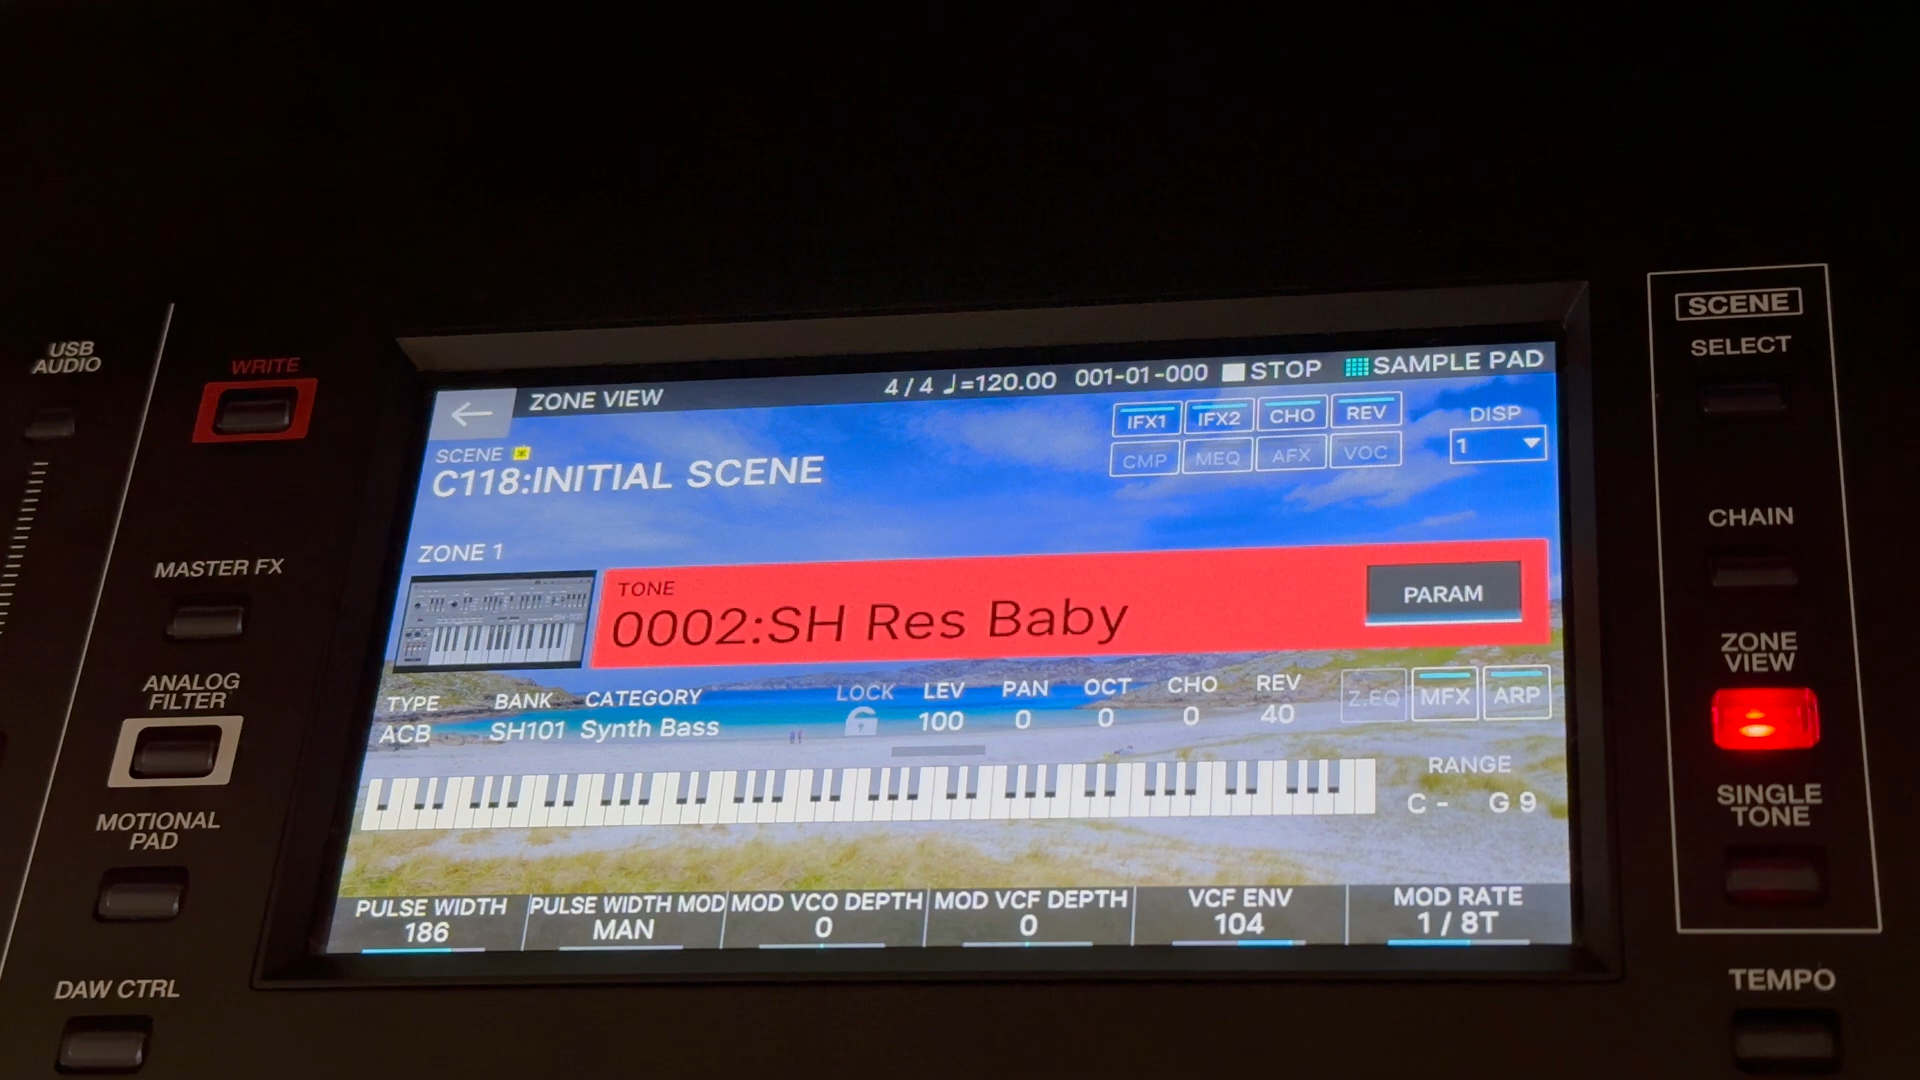 USB
AUDIO
WRITE
MASTER FX
ANALOG
FILTER
MOTIONAL
PAD
DAW CTRL
ZONE VIEW
4 / 4 ♩=120.00 001-01-000 STOP SAMPLE PAD
IFX1 IFX2 CHO REV
CMP MEQ AFX VOC
DISP
1
SCENE
C118:INITIAL SCENE
ZONE 1
TONE
0002:SH Res Baby
PARAM
TYPE BANK CATEGORY LOCK LEV PAN OCT CHO REV
ACB SH101 Synth Bass 100 0 0 0 40
Z.EQ MFX ARP
RANGE
C - G 9
PULSE WIDTH PULSE WIDTH MOD MOD VCO DEPTH MOD VCF DEPTH VCF ENV MOD RATE
186 MAN 0 0 104 1 / 8T
SCENE
SELECT
CHAIN
ZONE
VIEW
SINGLE
TONE
TEMPO